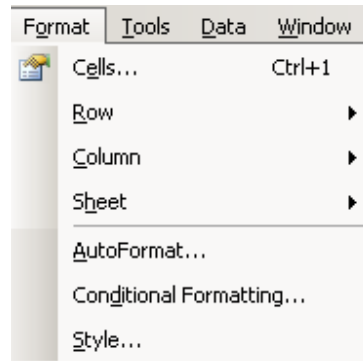 Format Tools Data Window
Cells... Ctrl+1
Row
Column
Sheet
AutoFormat...
Conditional Formatting...
Style...